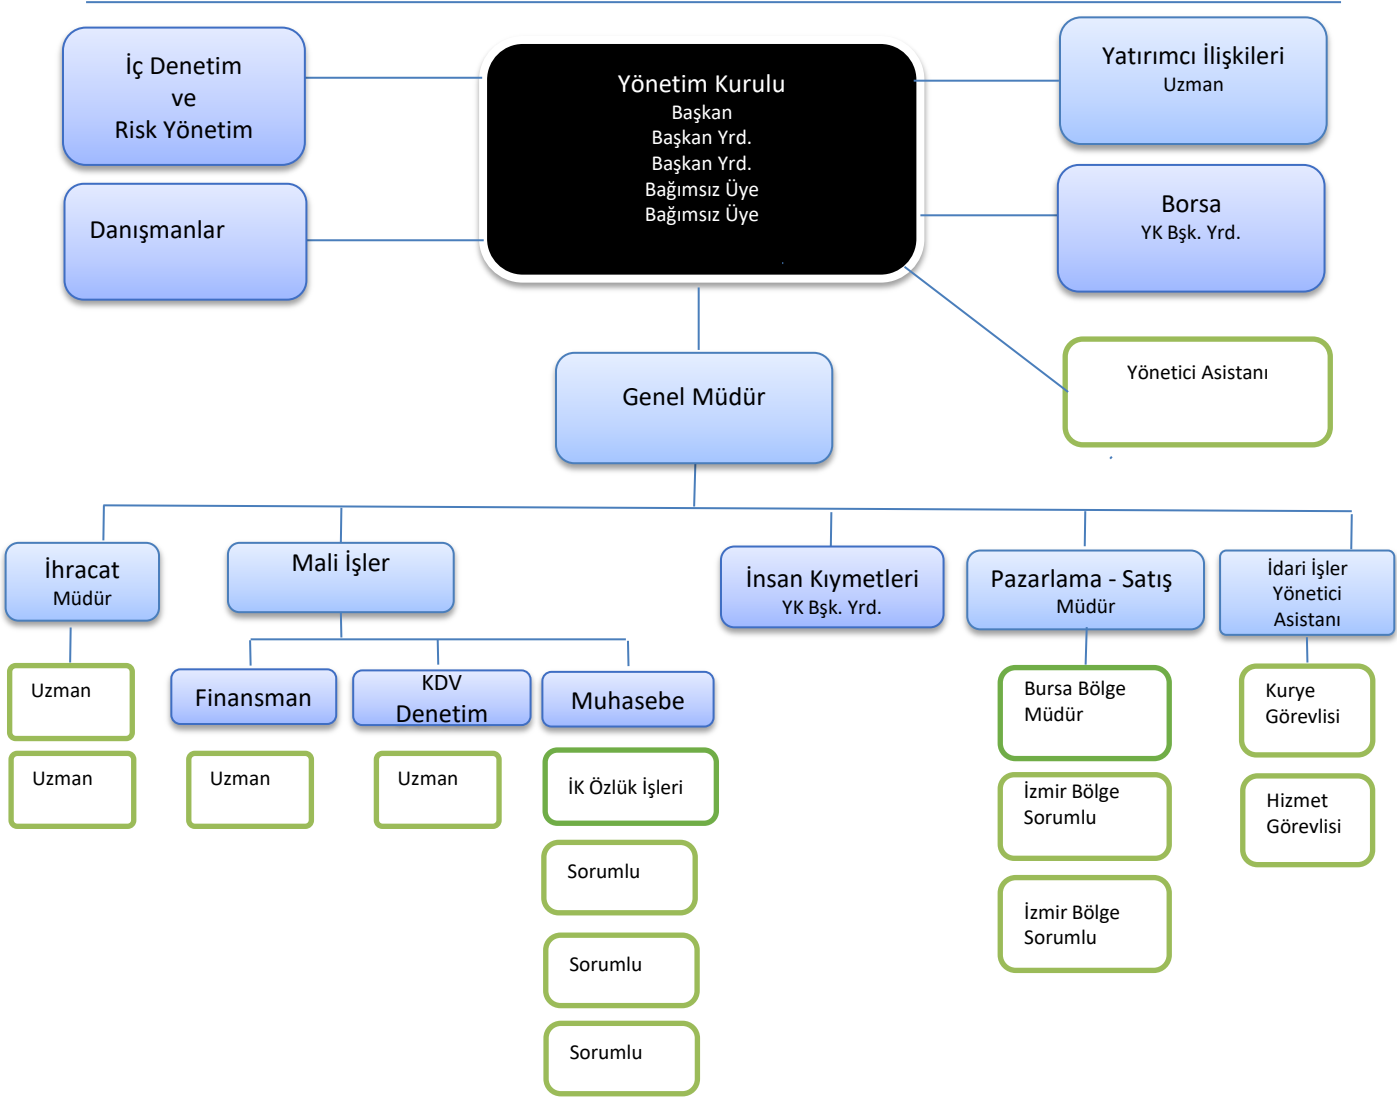 İç Denetim
ve
Risk Yönetim
Yönetim Kurulu
Başkan
Başkan Yrd.
Başkan Yrd.
Bağımsız Üye
Bağımsız Üye
Yatırımcı İlişkileri
Uzman
Danışmanlar
Borsa
YK Bşk. Yrd.
Yönetici Asistanı
Genel Müdür
İhracat
Müdür
Mali İşler
İnsan Kıymetleri
YK Bşk. Yrd.
Pazarlama - Satış
Müdür
İdari İşler
Yönetici
Asistanı
Uzman
Uzman
Finansman
Uzman
KDV
Denetim
Uzman
Muhasebe
İK Özlük İşleri
Sorumlu
Sorumlu
Sorumlu
Bursa Bölge
Müdür
İzmir Bölge
Sorumlu
İzmir Bölge
Sorumlu
Kurye
Görevlisi
Hizmet
Görevlisi